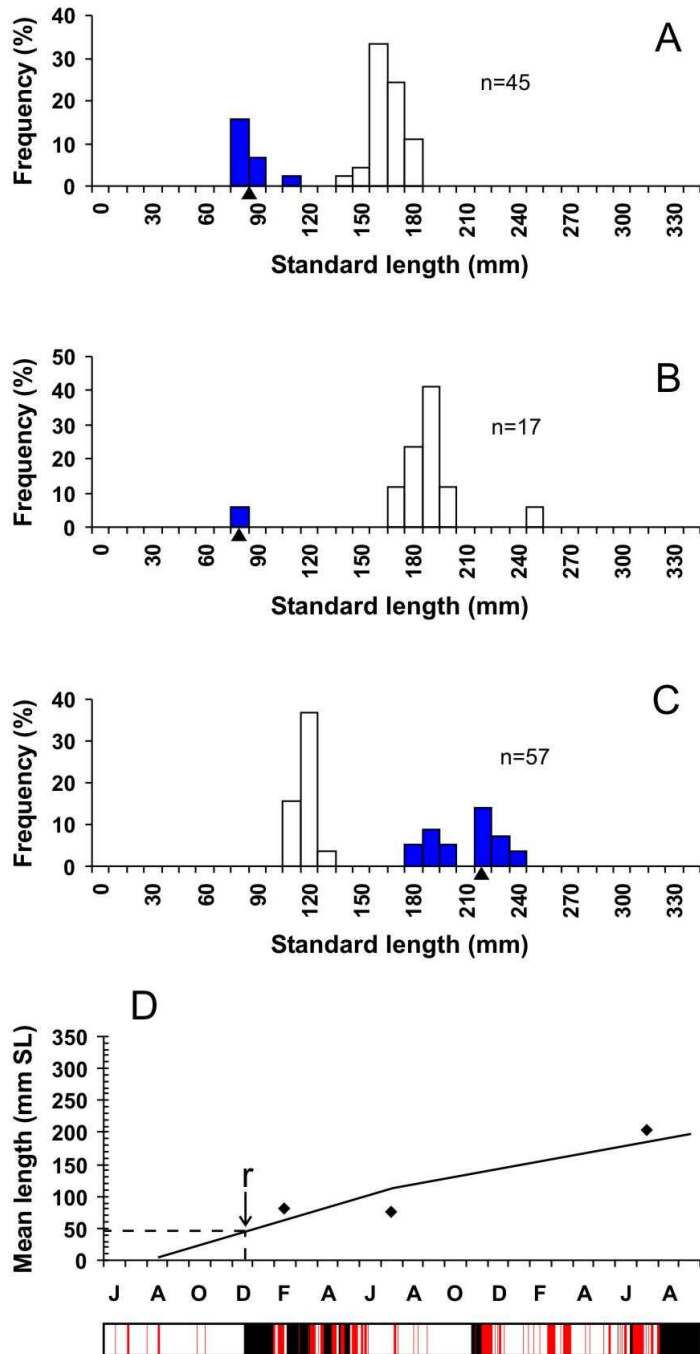 A
n=45
Frequency (%)
40
30
20
10
0
0 30 60 90 120 150 180 210 240 270 300 330
Standard length (mm)
B
n=17
Frequency (%)
50
40
30
20
10
0
0 30 60 90 120 150 180 210 240 270 300 330
Standard length (mm)
C
n=57
Frequency (%)
40
30
20
10
0
0 30 60 90 120 150 180 210 240 270 300 330
Standard length (mm)
D
Mean length (mm SL)
350
300
250
200
150
100
50
0
r
J A O D F A J A O D F A J A